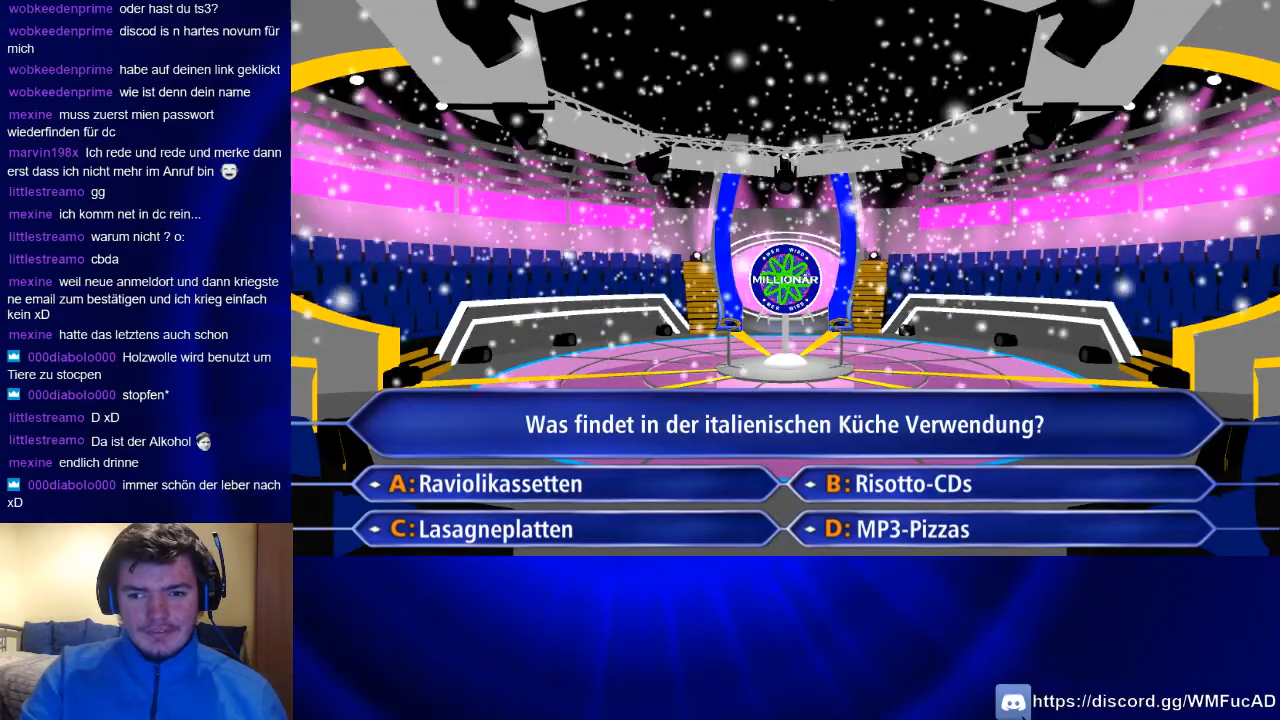 wobkeedenprime oder hast du ts3?
wobkeedenprime discod is n hartes novum für
mich
wobkeedenprime habe auf deinen link geklickt
wobkeedenprime wie ist denn dein name
mexine muss zuerst mien passwort
wiederfinden für dc
marvin198x Ich rede und rede und merke dann
erst dass ich nicht mehr im Anruf bin
littlestreamo gg
mexine ich komm net in dc rein...
littlestreamo warum nicht ? o:
littlestreamo cbda
mexine weil neue anmeldort und dann kriegste
ne email zum bestätigen und ich krieg einfach
kein xD
mexine hatte das letztens auch schon
000diabolo000 Holzwolle wird benutzt um
Tiere zu stocpen
000diabolo000 stopfen*
littlestreamo D xD
littlestreamo Da ist der Alkohol
mexine endlich drinne
000diabolo000 immer schön der leber nach
xD
WER WIRD
MILLIONÄR
WER WIRD
Was findet in der italienischen Küche Verwendung?
A: Raviolikassetten
B: Risotto-CDs
C: Lasagneplatten
D: MP3-Pizzas
https://discord.gg/WMFucAD